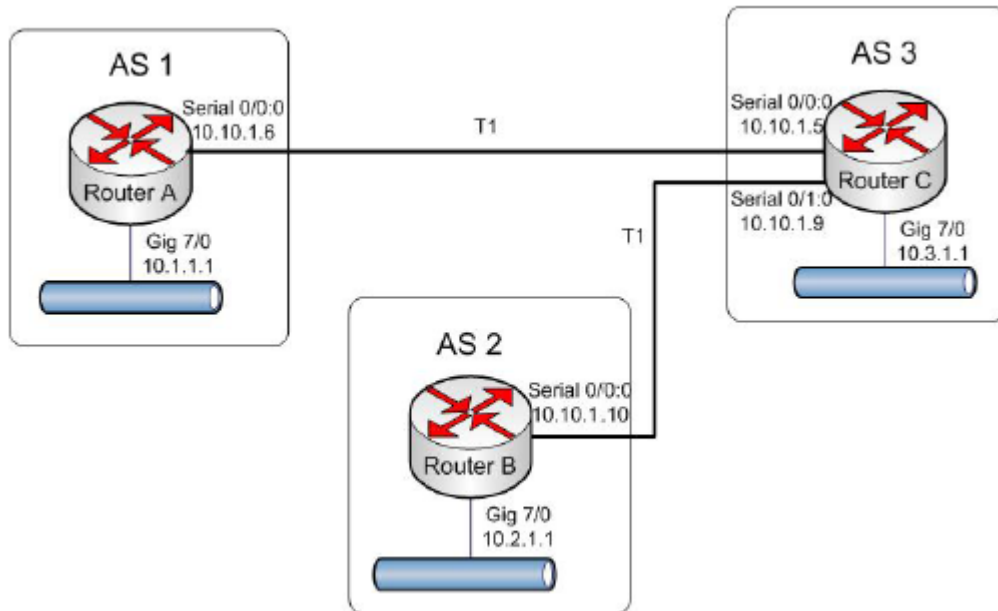 AS 1
Serial 0/0:0
10.10.1.6
Router A
Gig 7/0
10.1.1.1
T1
AS 3
Serial 0/0:0
10.10.1.5
Router C
Serial 0/1:0
10.10.1.9
Gig 7/0
10.3.1.1
T1
AS 2
Serial 0/0:0
10.10.1.10
Router B
Gig 7/0
10.2.1.1